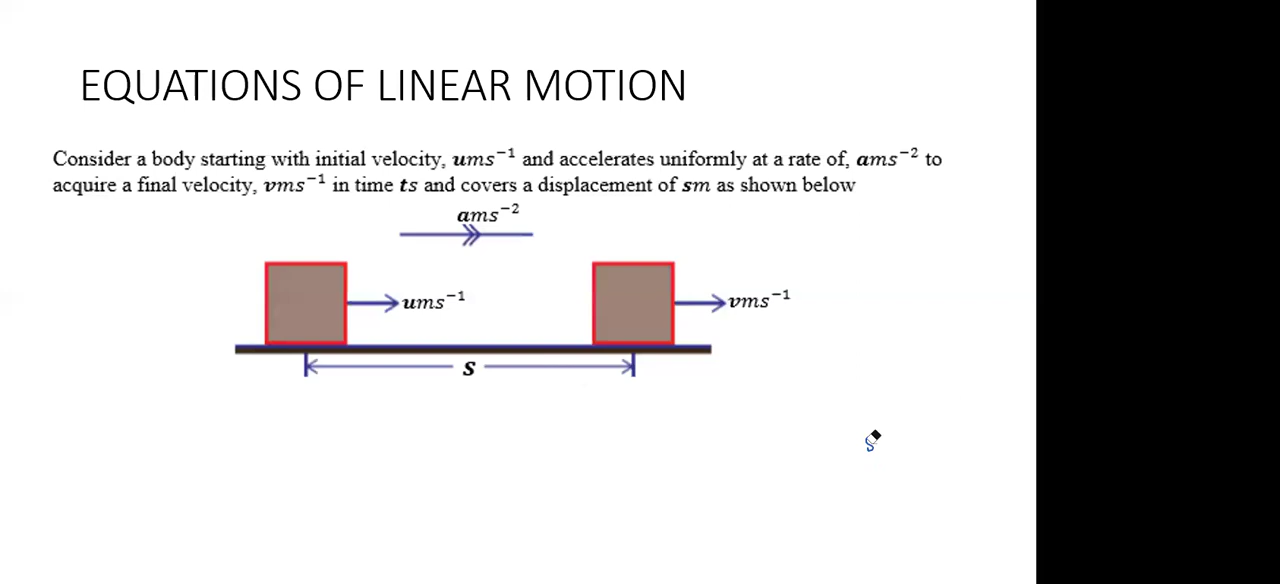 EQUATIONS OF LINEAR MOTION
Consider a body starting with initial velocity, ums⁻¹ and accelerates uniformly at a rate of, ams⁻² to
acquire a final velocity, vms⁻¹ in time ts and covers a displacement of sm as shown below
ams⁻²
ums⁻¹
vms⁻¹
s